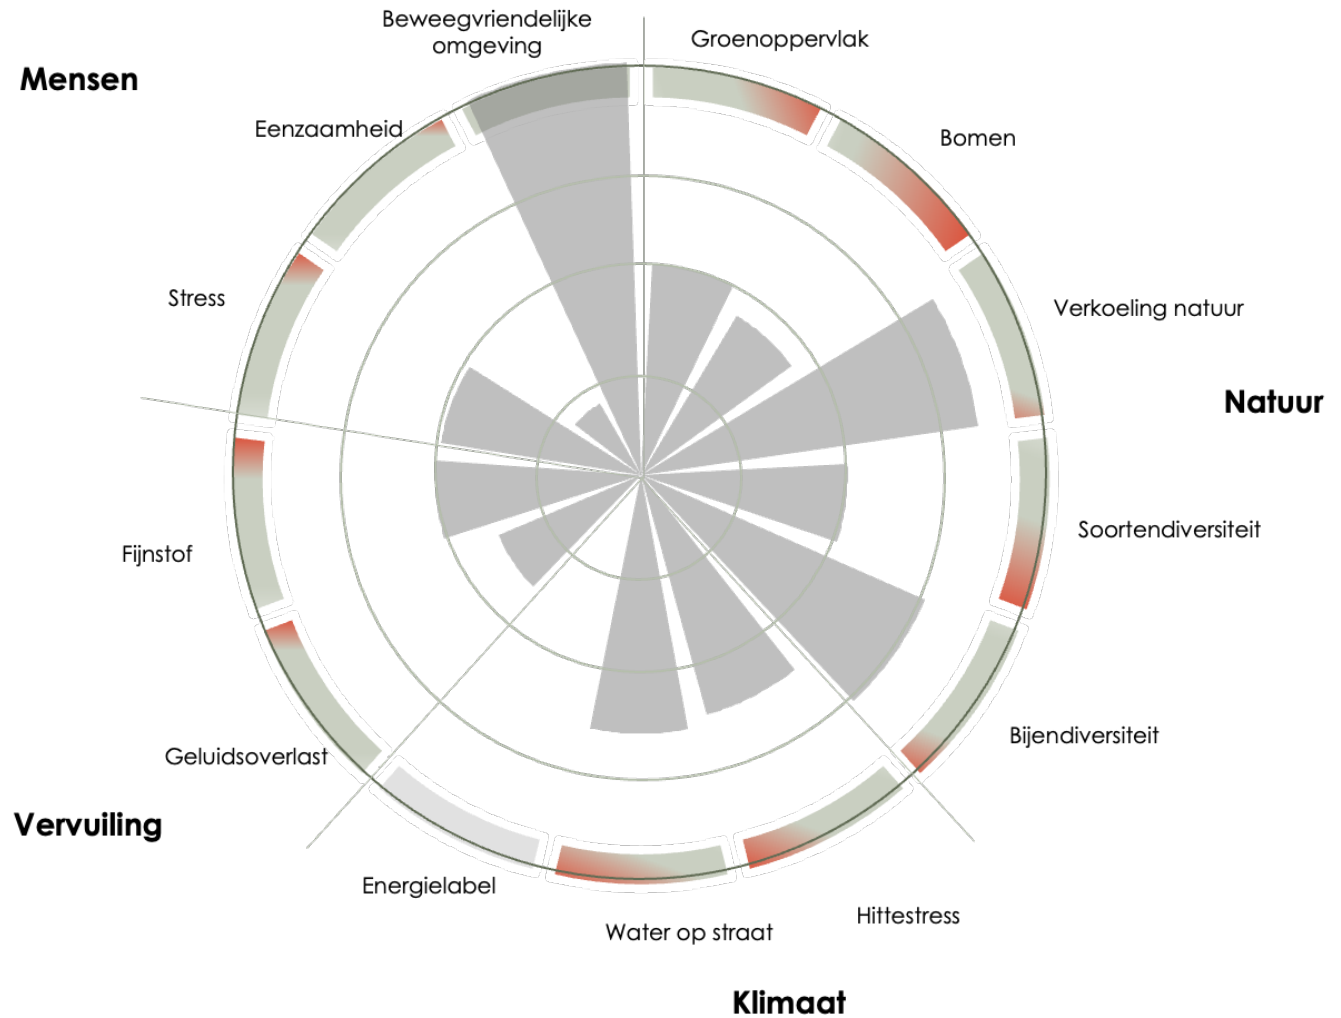 Beweegvriendelijke
omgeving
Groenoppervlak
Mensen
Eenzaamheid
Bomen
Stress
Verkoeling natuur
Natuur
Soortendiversiteit
Fijnstof
Bijendiversiteit
Geluidsoverlast
Vervuiling
Energielabel
Hittestress
Water op straat
Klimaat